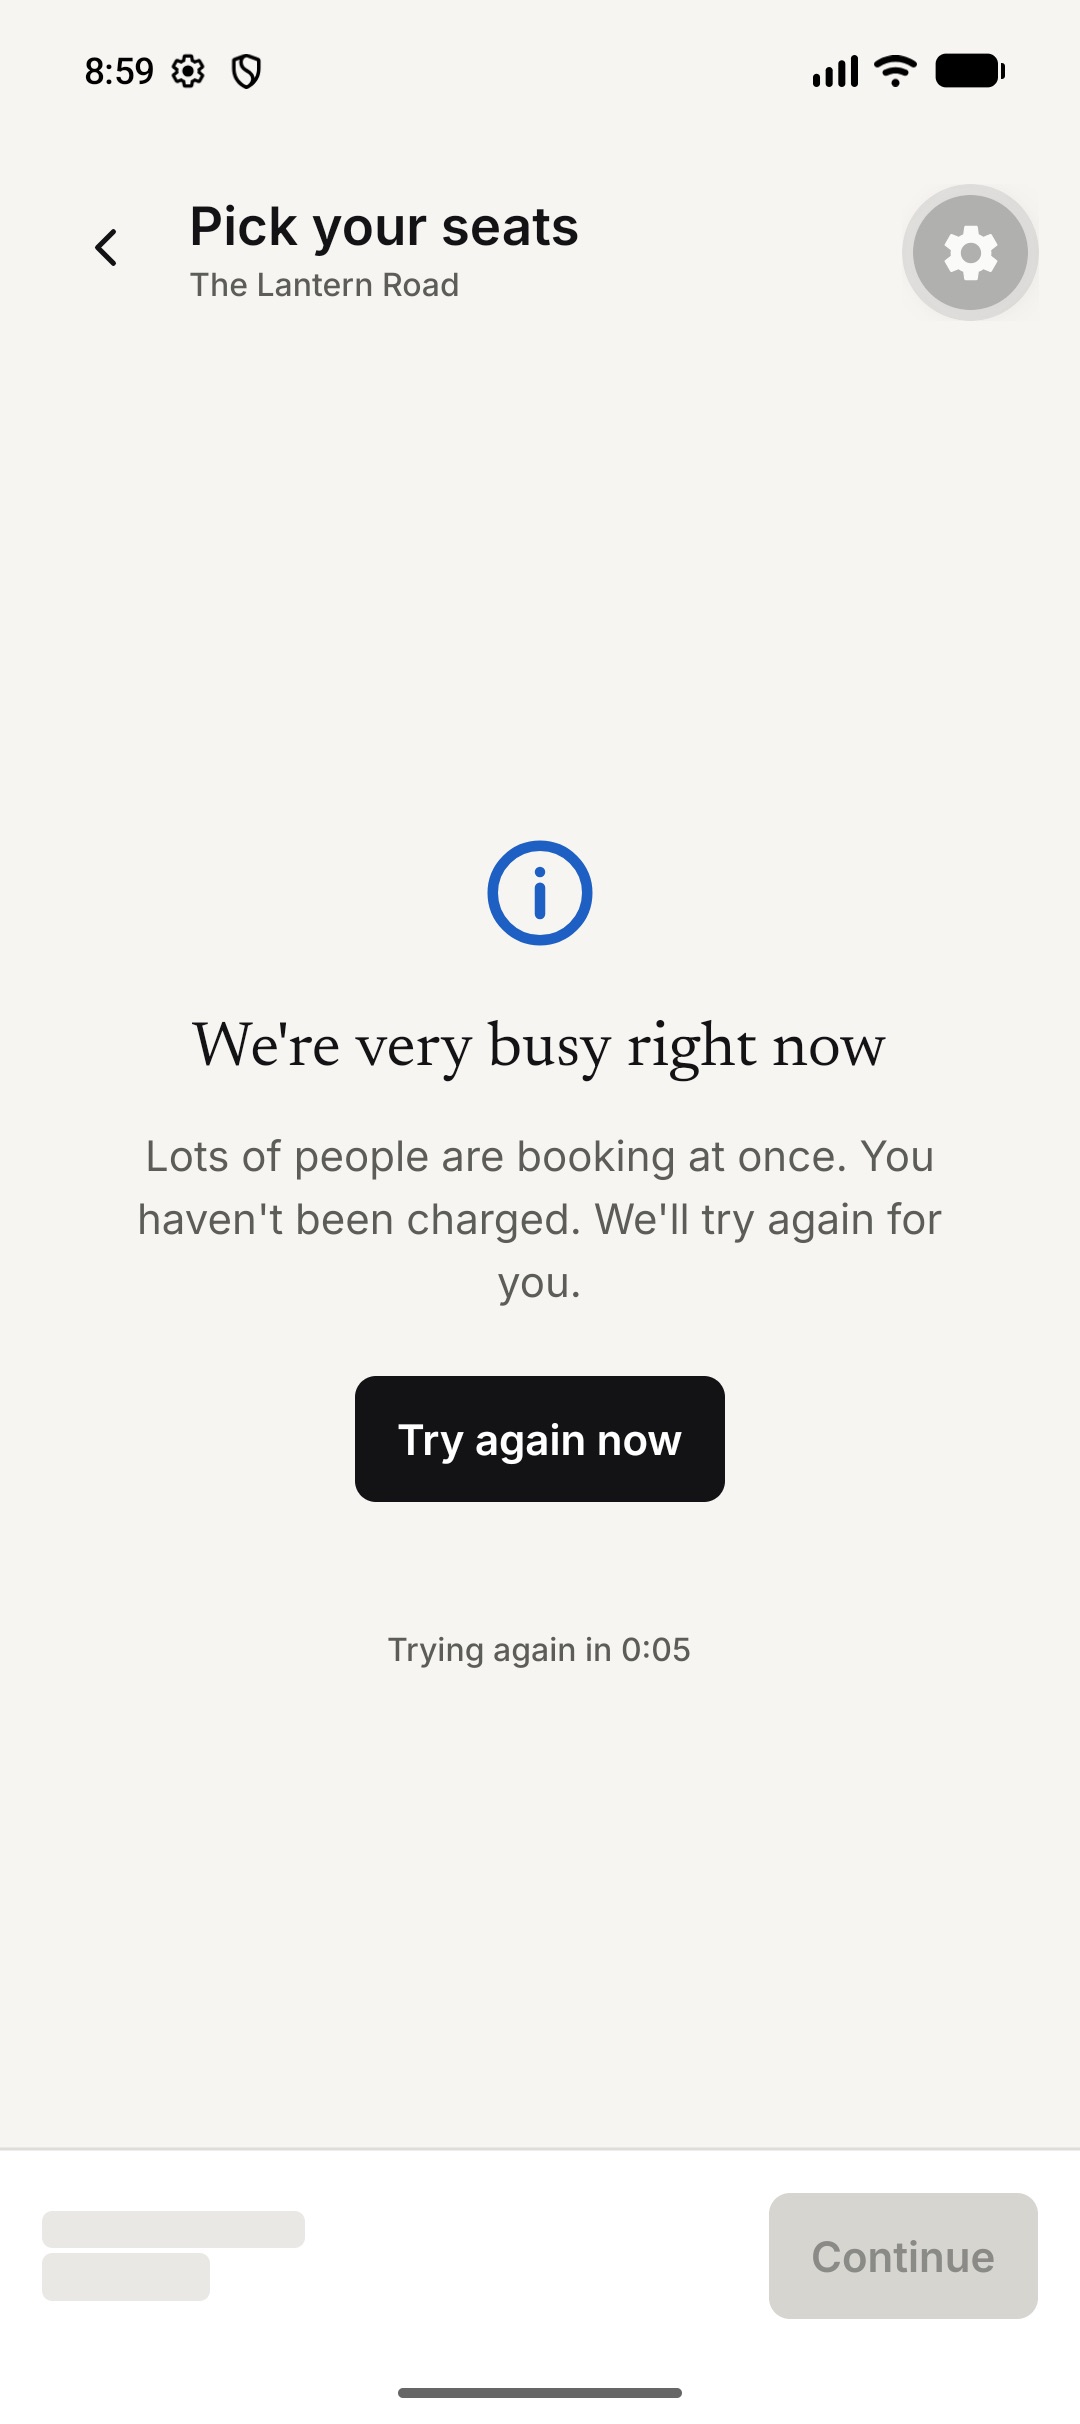 8:59
Pick your seats
The Lantern Road
We're very busy right now
Lots of people are booking at once. You
haven't been charged. We'll try again for
you.
Try again now
Trying again in 0:05
Continue